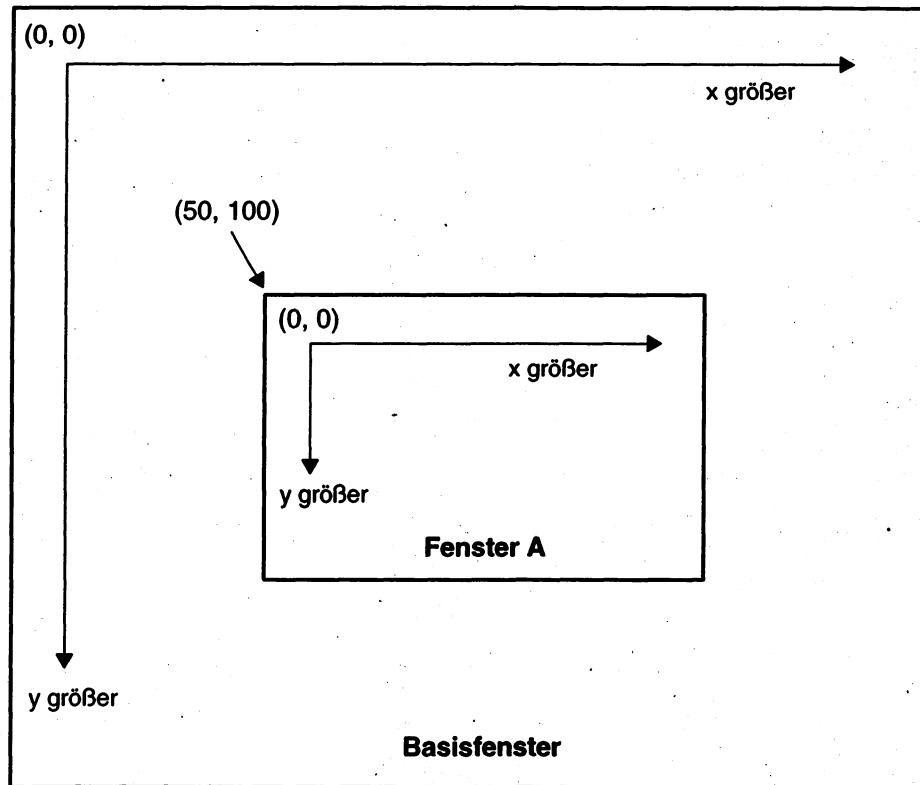 (0, 0)
x größer
(50, 100)
(0, 0)
x größer
y größer
Fenster A
y größer
Basisfenster